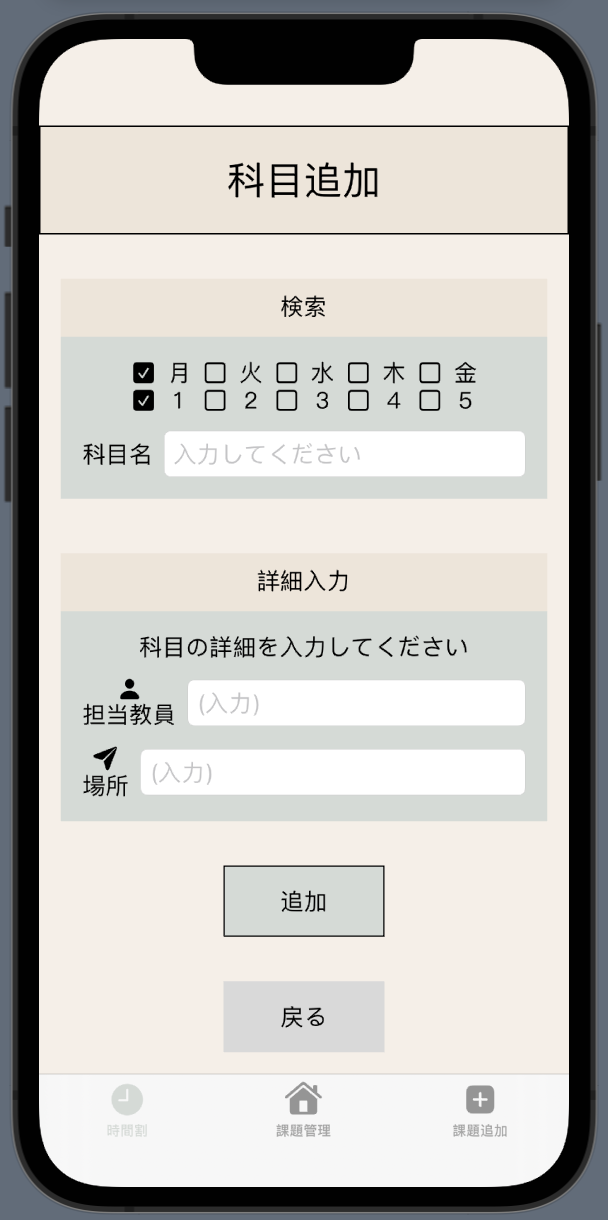 科目追加
検索
月 火 水 木 金
1 2 3 4 5
科目名 入力してください
詳細入力
科目の詳細を入力してください
担当教員 (入力)
場所 (入力)
追加
戻る
時間割 課題管理 課題追加